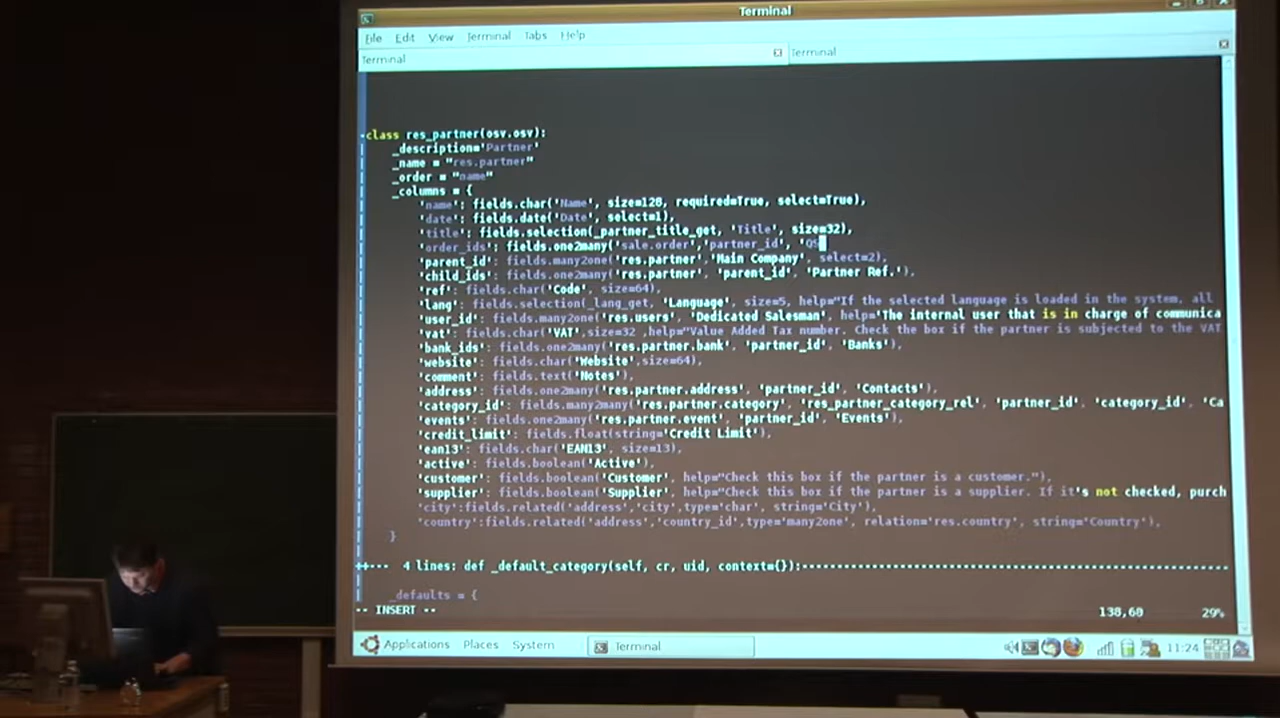 Terminal
File Edit View Terminal Tabs Help
Terminal Terminal
class res_partner(osv.osv):
_description='Partner'
_name = "res.partner"
_order = "name"
_columns = {
'name': fields.char('Name', size=128, required=True, select=True),
'date': fields.date('Date', select=1),
'title': fields.selection(_partner_title_get, 'Title', size=32),
'order_ids': fields.one2many('sale.order','partner_id', 'OS
'parent_id': fields.many2one('res.partner','Main Company', select=2),
'child_ids': fields.one2many('res.partner', 'parent_id', 'Partner Ref.'),
'ref': fields.char('Code', size=64),
'lang': fields.selection(_lang_get, 'Language', size=5, help="If the selected language is loaded in the system, all
'user_id': fields.many2one('res.users', 'Dedicated Salesman', help='The internal user that is in charge of communica
'vat': fields.char('VAT',size=32 ,help="Value Added Tax number. Check the box if the partner is subjected to the VAT
'bank_ids': fields.one2many('res.partner.bank', 'partner_id', 'Banks'),
'website': fields.char('Website',size=64),
'comment': fields.text('Notes'),
'address': fields.one2many('res.partner.address', 'partner_id', 'Contacts'),
'category_id': fields.many2many('res.partner.category', 'res_partner_category_rel', 'partner_id', 'category_id', 'Ca
'events': fields.one2many('res.partner.event', 'partner_id', 'Events'),
'credit_limit': fields.float(string='Credit Limit'),
'ean13': fields.char('EAN13', size=13),
'active': fields.boolean('Active'),
'customer': fields.boolean('Customer', help="Check this box if the partner is a customer."),
'supplier': fields.boolean('Supplier', help="Check this box if the partner is a supplier. If it's not checked, purch
'city':fields.related('address','city',type='char', string='City'),
'country':fields.related('address','country_id',type='many2one', relation='res.country', string='Country'),
}
++--- 4 lines: def _default_category(self, cr, uid, context={}):---------------------------------------------------------------
_defaults = {
-- INSERT -- 138,60 29%
Applications Places System Terminal 11:24